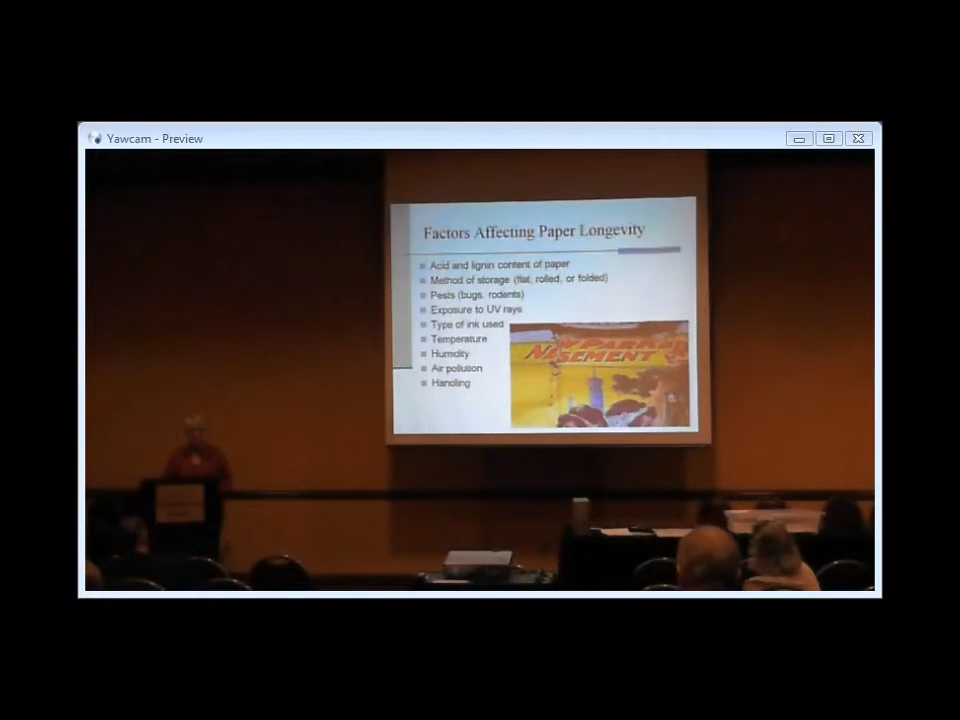 Yawcam - Preview
Factors Affecting Paper Longevity
Acid and lignin content of paper
Method of storage (flat, rolled, or folded)
Pests (bugs, rodents)
Exposure to UV rays
Type of ink used
Temperature
Humidity
Air pollution
Handling